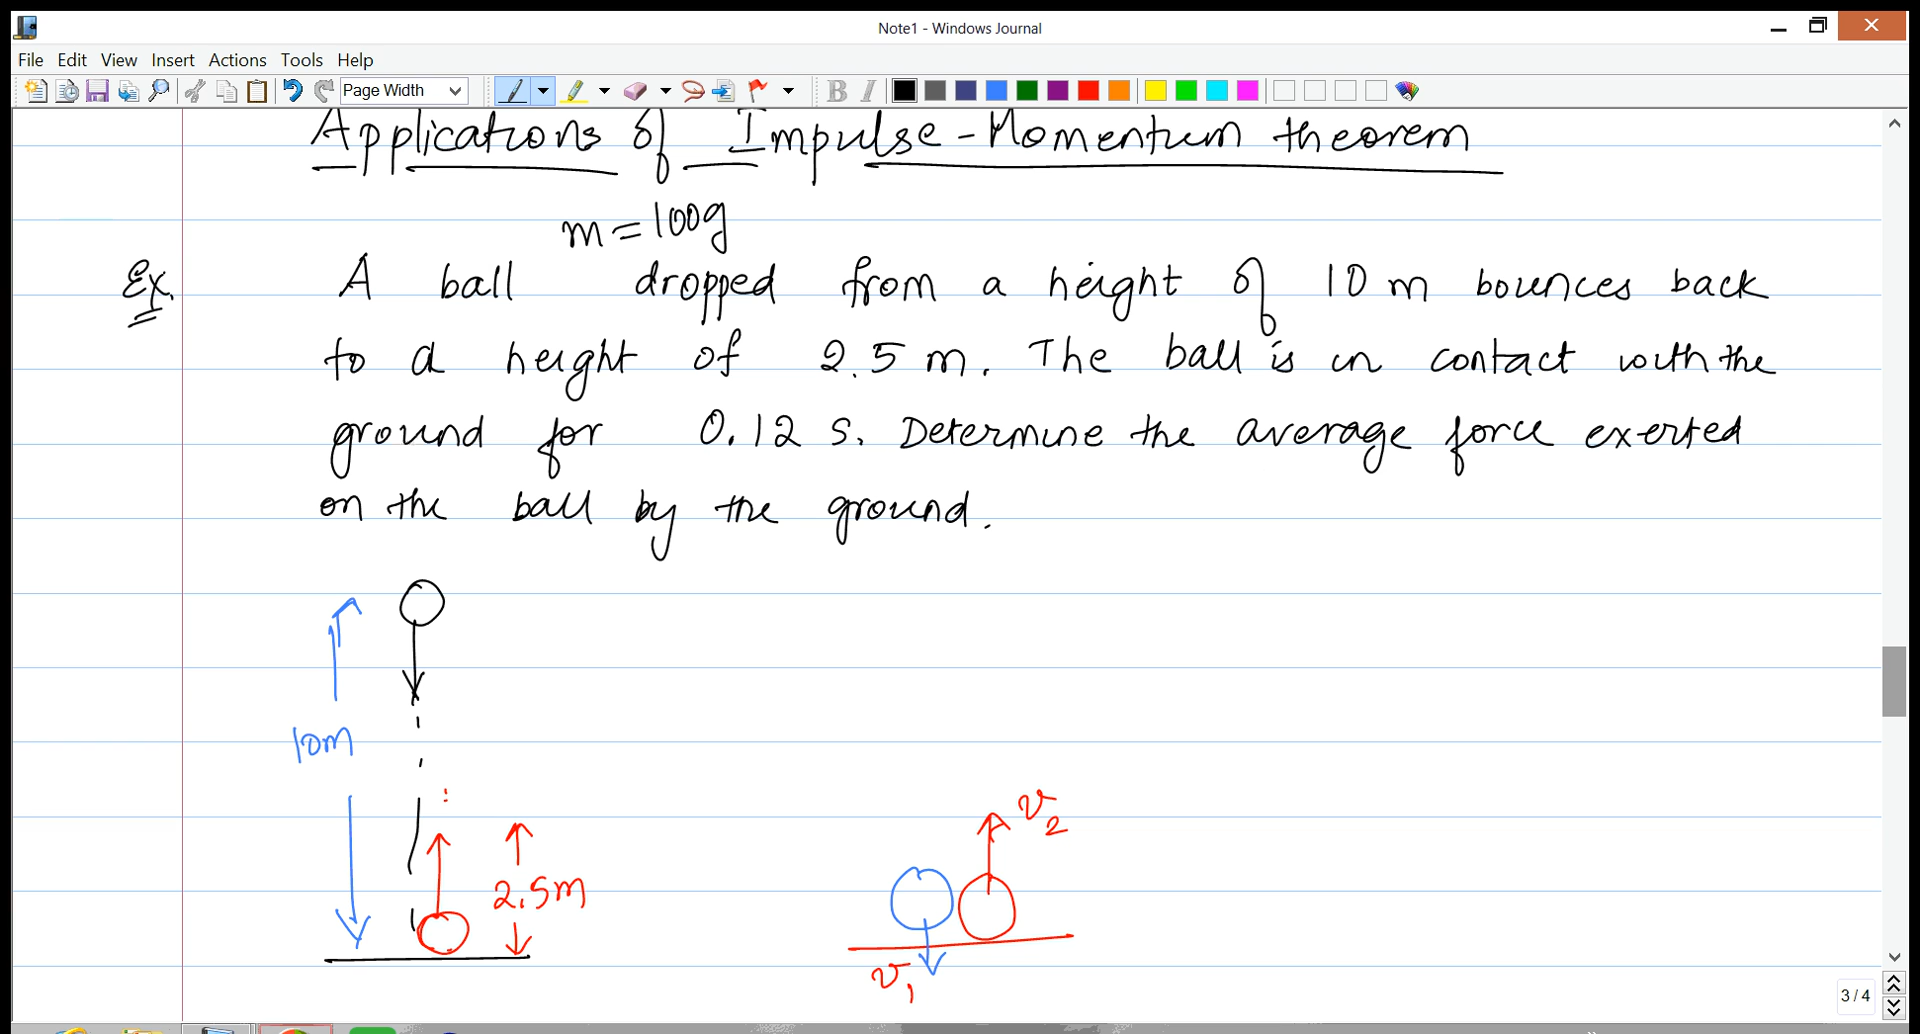 Note1 - Windows Journal
File Edit View Insert Actions Tools Help
Page Width B I
Applications of Impulse-Momentum theorem
m=100g
Ex. A ball dropped from a height of 10 m bounces back
to a height of 2.5 m. The ball is in contact with the
ground for 0.12 s. Determine the average force exerted
on the ball by the ground.
10m
2.5m
v2
v1
3 / 4